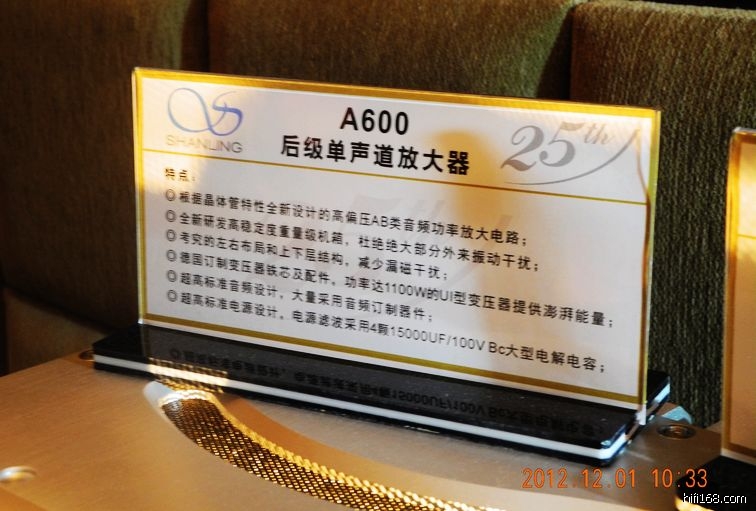 SHANLING
A600
后级单声道放大器
25th
特点：
◎ 根据晶体管特性全新设计的高偏压AB类音频功率放大电路；
◎ 全新研发高稳定度重量级机箱，杜绝绝大部分外来振动干扰；
◎ 考究的左右布局和上下层结构，减少漏磁干扰；
◎ 德国订制变压器铁芯及配件，功率达1100W的UI型变压器提供澎湃能量；
◎ 超高标准音频设计，大量采用音频订制器件；
◎ 超高标准电源设计，电源滤波采用4颗15000UF/100V Bc大型电解电容；
2012.12.01 10:33
hifi168.com